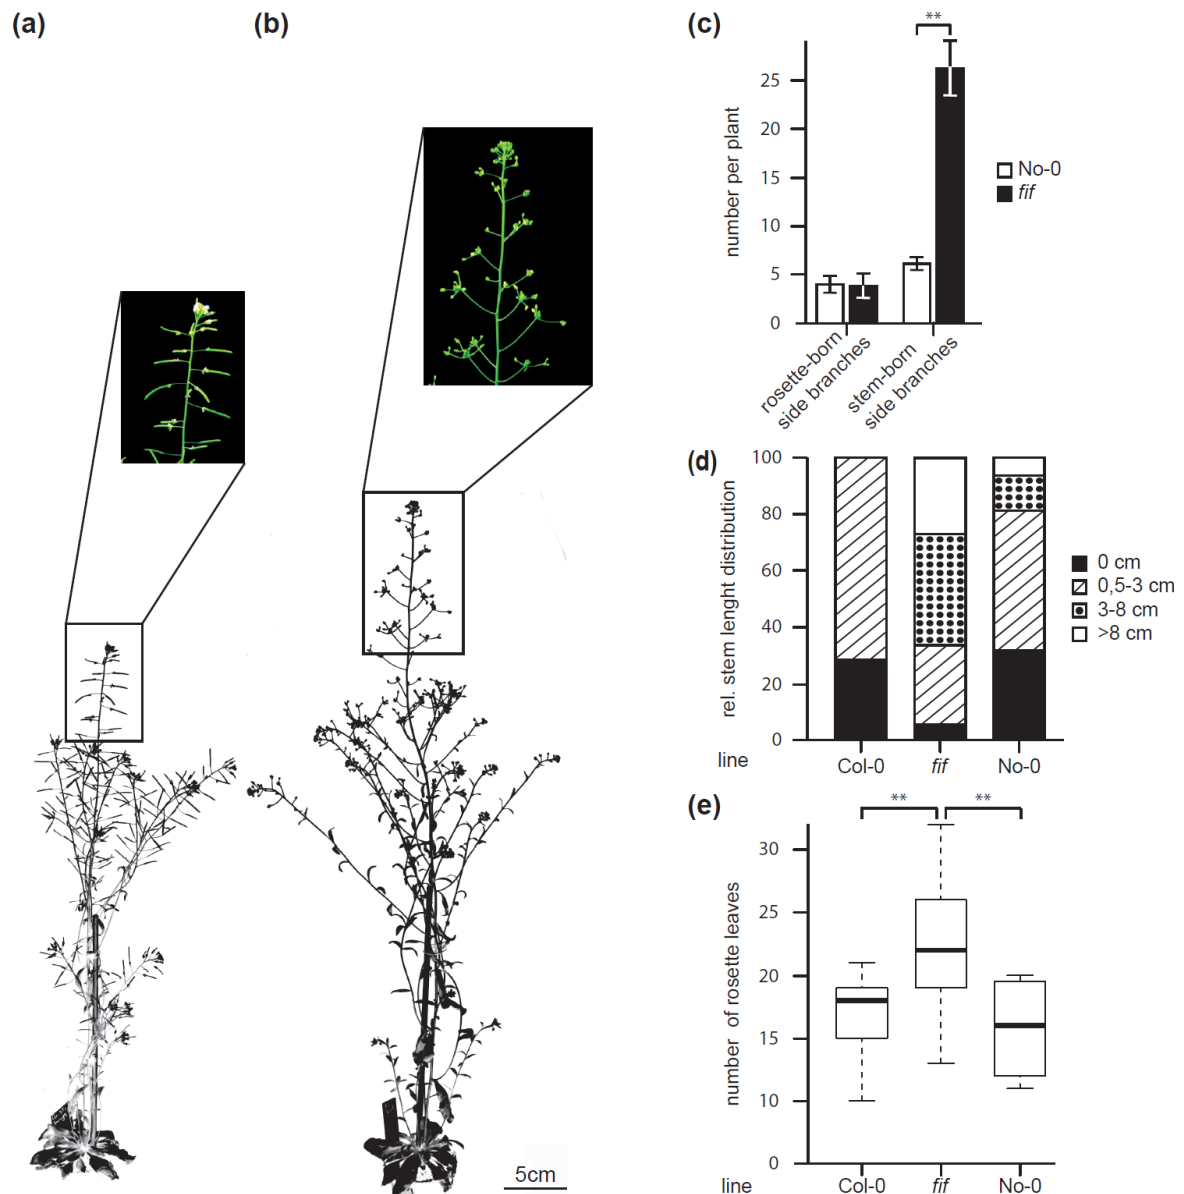 (a)
(b)
5cm
(c)
**
number per plant
25
20
15
10
5
0
No-0
fif
rosette-born
side branches
stem-born
side branches
(d)
rel. stem lenght distribution
100
80
60
40
20
0
0 cm
0,5-3 cm
3-8 cm
>8 cm
line
Col-0
fif
No-0
(e)
**
**
number of rosette leaves
30
25
20
15
10
0
line
Col-0
fif
No-0